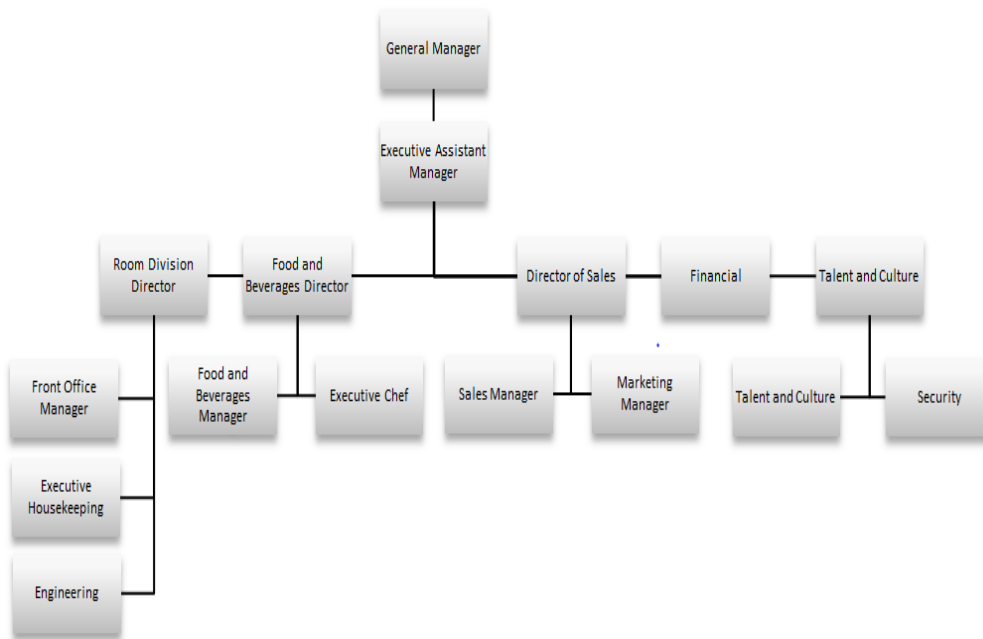 General Manager
Executive Assistant
Manager
Room Division
Director
Food and
Beverages Director
Director of Sales
Financial
Talent and Culture
Front Office
Manager
Food and
Beverages
Manager
Executive Chef
Sales Manager
Marketing
Manager
Talent and Culture
Security
Executive
Housekeeping
Engineering